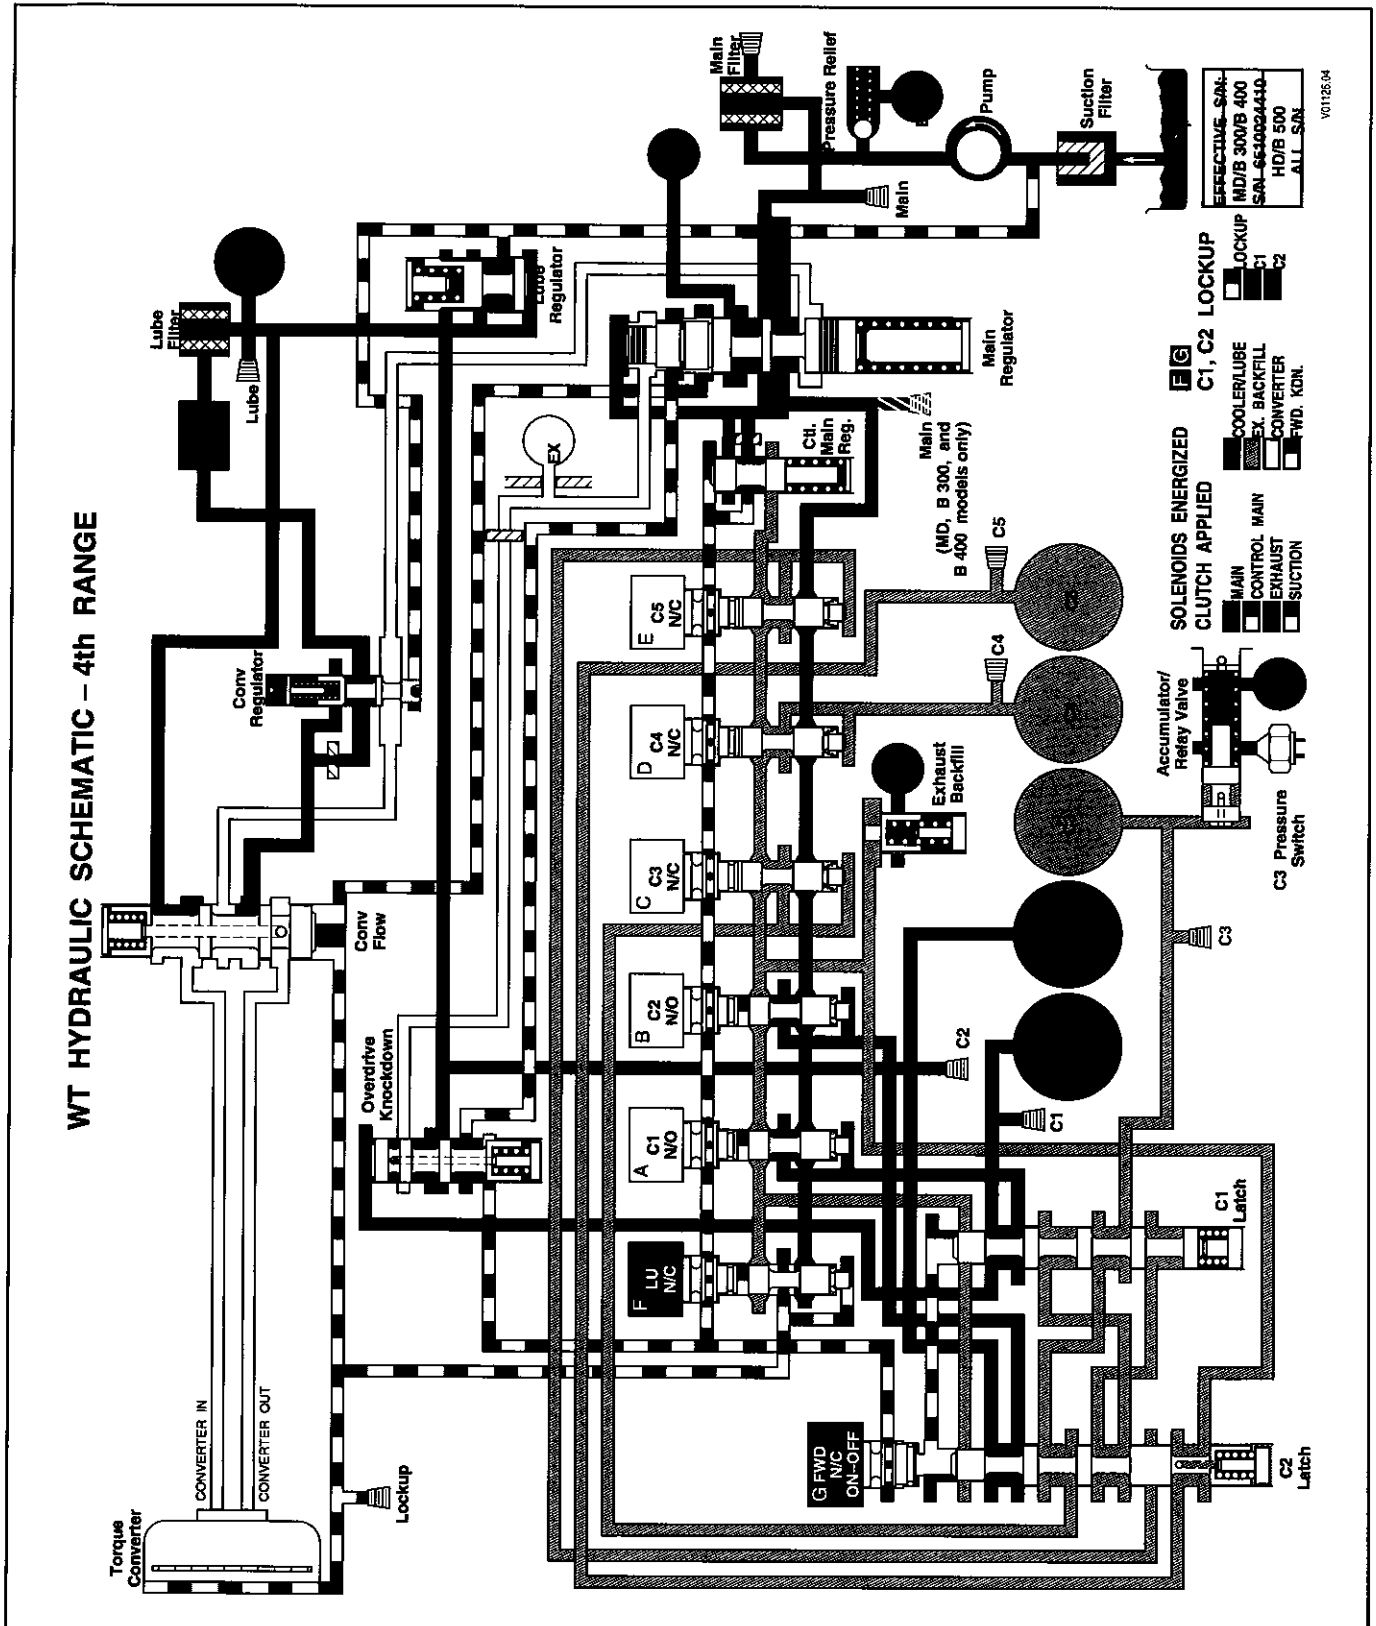 WT HYDRAULIC SCHEMATIC – 4th RANGE
Torque
Converter
CONVERTER IN
CONVERTER OUT
Lockup
Conv
Flow
Overdrive
Knockdown
Conv
Regulator
Lube
Filter
Lube
Lube
Regulator
EX
Main
Filter
Pressure Relief
Pump
Suction
Filter
Main
Main
Regulator
Ctl.
Main
Reg.
Main
(MD, B 300, and
B 400 models only)
G FWD
N/C
ON–OFF
F LU
N/C
A C1
N/O
B C2
N/O
C C3
N/C
D C4
N/C
E C5
N/C
Exhaust
Backfill
C2
C1
C3
C4
C5
C1
Latch
C2
Latch
C3 Pressure
Switch
Accumulator/
Relay Valve
SOLENOIDS ENERGIZED F G
CLUTCH APPLIED C1, C2 LOCKUP
MAIN
CONTROL MAIN
EXHAUST
SUCTION
COOLER/LUBE
EX. BACKFILL
CONVERTER
FWD. KDN.
LOCKUP
C1
C2
EFFECTIVE S/N:
MD/B 300/B 400
S/N 6510024410
HD/B 500
ALL S/N
V01126.04